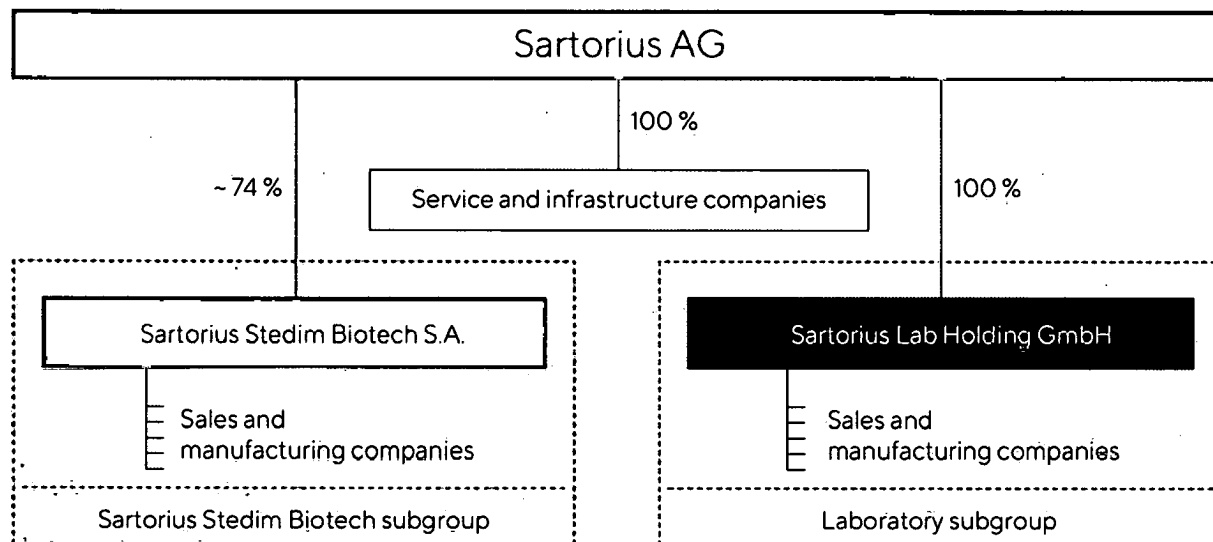 Sartorius AG
100 %
~ 74 %
Service and infrastructure companies
100 %
Sartorius Stedim Biotech S.A.
Sartorius Lab Holding GmbH
Sales and
manufacturing companies
Sales and
manufacturing companies
Sartorius Stedim Biotech subgroup
Laboratory subgroup